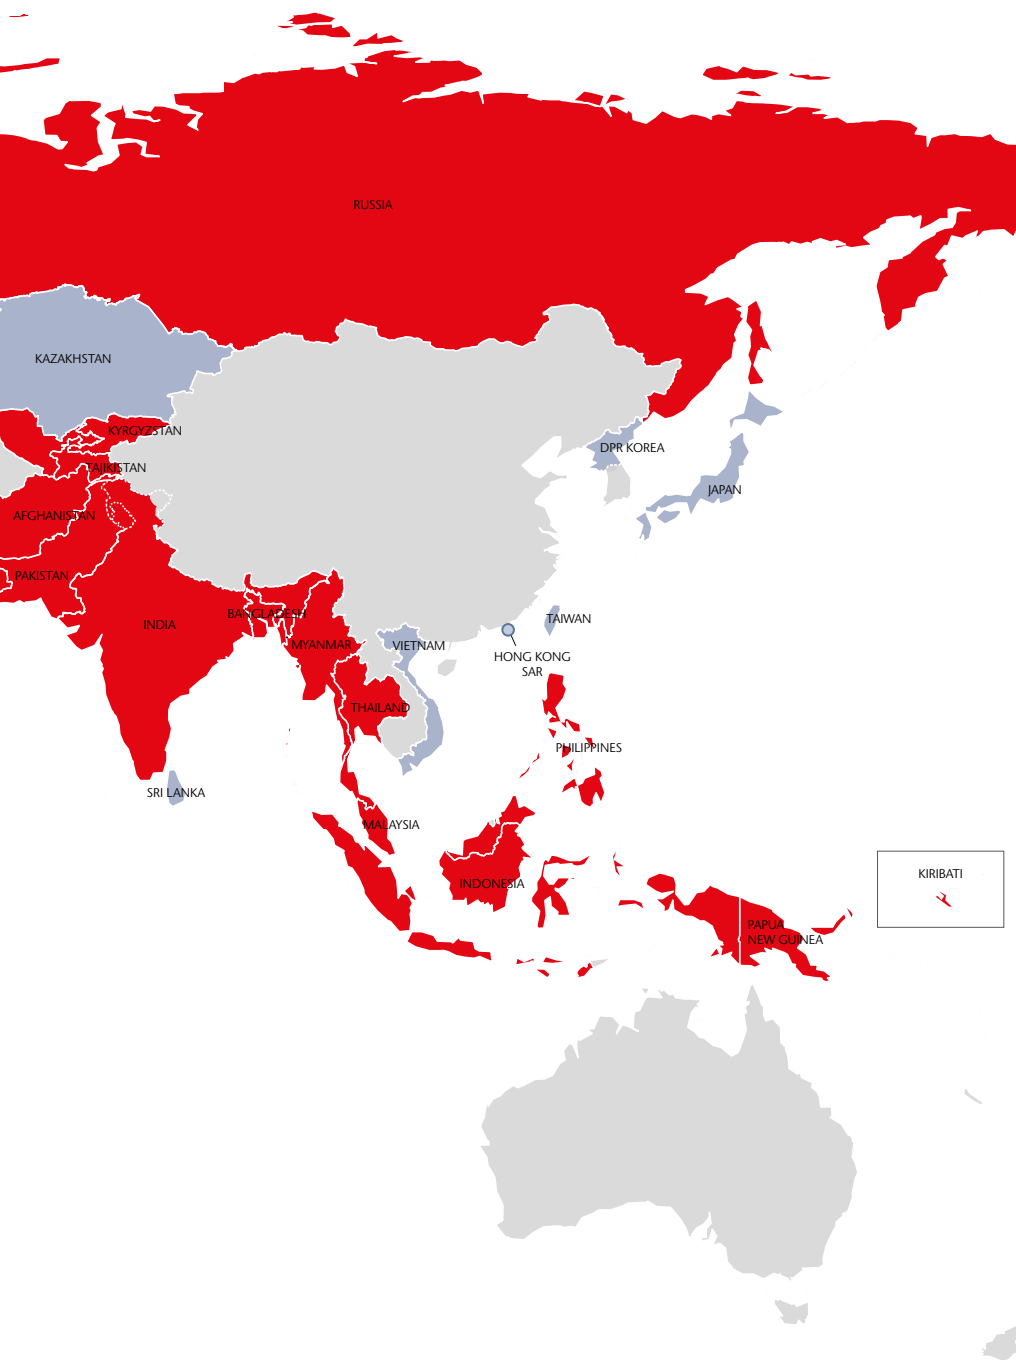 RUSSIA
KAZAKHSTAN
KYRGYZSTAN
DPR KOREA
TAJIKISTAN
JAPAN
AFGHANISTAN
PAKISTAN
BANGLADESH
TAIWAN
INDIA
MYANMAR
VIETNAM
HONG KONG
SAR
THAILAND
PHILIPPINES
SRI LANKA
MALAYSIA
KIRIBATI
INDONESIA
PAPUA
NEW GUINEA